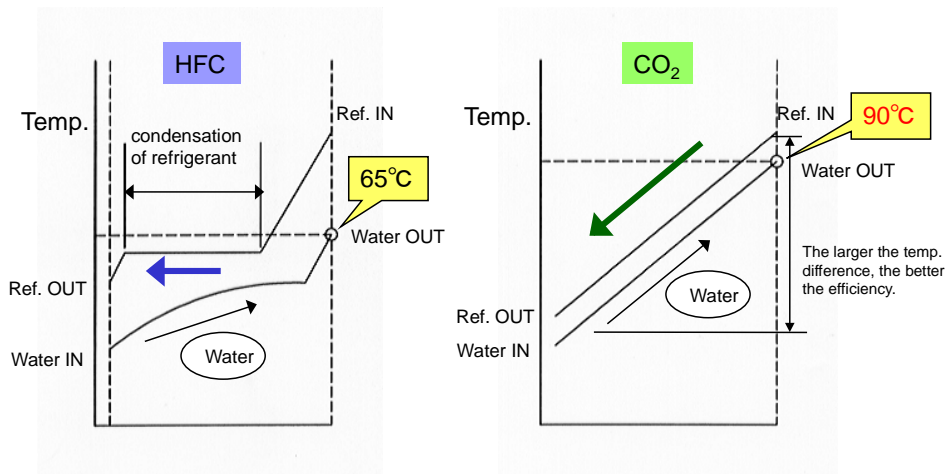 HFC
Temp.
condensation
of refrigerant
Ref. IN
65℃
Water OUT
Ref. OUT
Water IN
Water
CO₂
Temp.
Ref. IN
90℃
Water OUT
The larger the temp.
difference, the better
the efficiency.
Water
Ref. OUT
Water IN